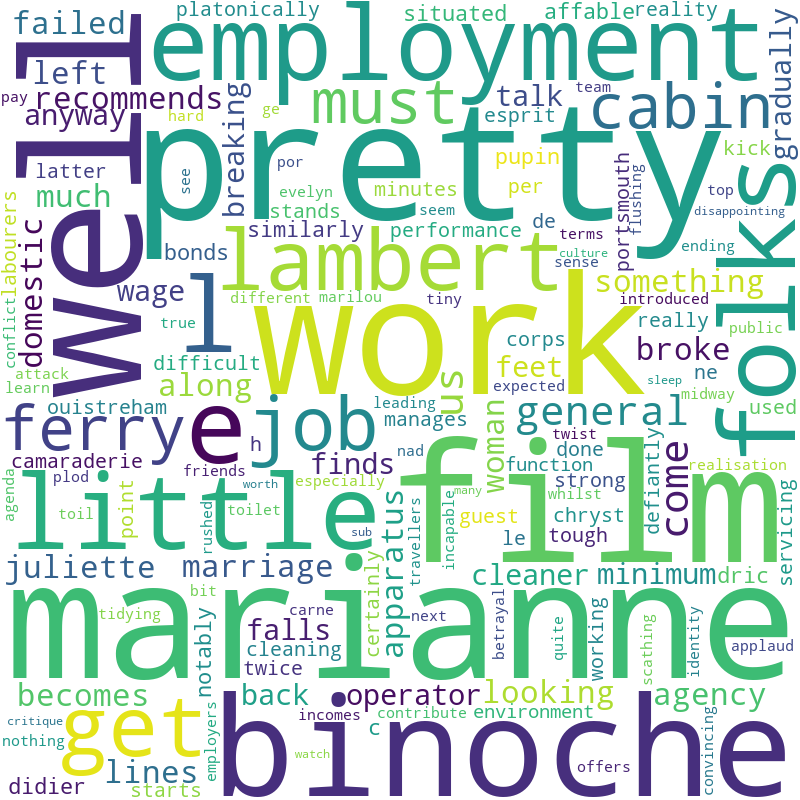 failed
platonically
situated
affable
reality
employment
left
pay
recommends
hard
ge
team
talk
esprit
must
cabin
gradually
anyway
breaking
well
pretty
latter
see
por
pupin
kick
much
evelyn
minutes
per
portsmouth
flushing
top
stands
seem
disappointing
folks
labourers
domestic
similarly
performance
de
terms
ending
bonds
lambert
culture
sense
conflict
wage
l
different
marilou
tiny
something
introduced
work
true
corps
really
public
difficult
feet
broke
attack
learn
along
expected
ne
sleep
us
midway
ouistreham
leading
manages
woman
general
used
ferry
e
job
h
twist
done
defiantly
come
camaraderie
friends
finds
nad
function
realisation
plod
little
especially
worth
film
strong
whilst
agenda
toil
point
rushed
toilet
many
guest
chryst
apparatus
travellers
incapable
sub
le
tough
servicing
juliette
marriage
certainly
cleaner
minimum
dric
marianne
bit
tidying
carne
next
betrayal
working
falls
notably
cleaning
quite
scathing
identity
applaud
twice
becomes
back
operator
looking
agency
critique
get
incomes
contribute
environment
c
nothing
employers
binoche
convincing
lines
watch
offers
didier
starts